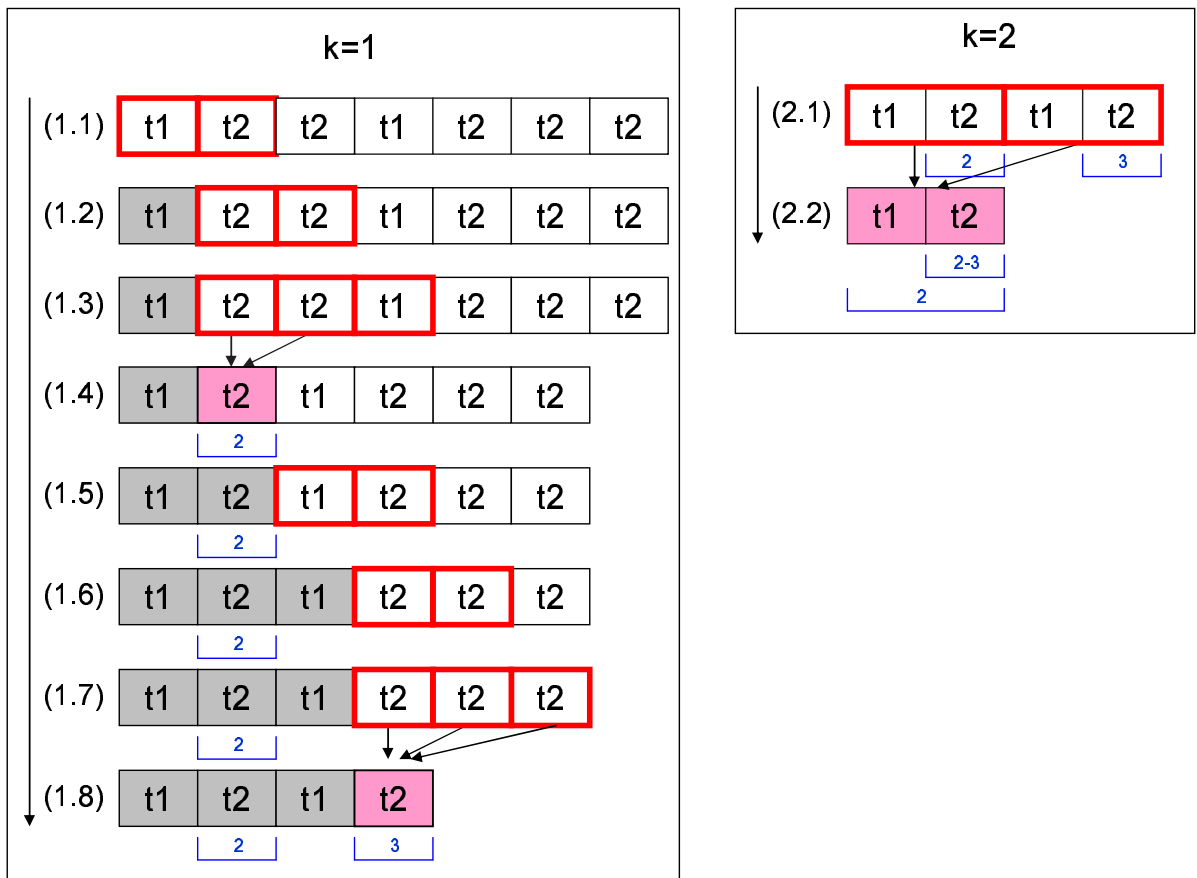 k=1
(1.1) t1 t2 t2 t1 t2 t2 t2
(1.2) t1 t2 t2 t1 t2 t2 t2
(1.3) t1 t2 t2 t1 t2 t2 t2
(1.4) t1 t2 t1 t2 t2 t2
2
(1.5) t1 t2 t1 t2 t2 t2
2
(1.6) t1 t2 t1 t2 t2 t2
2
(1.7) t1 t2 t1 t2 t2 t2
2
(1.8) t1 t2 t1 t2
2 3
k=2
(2.1) t1 t2 t1 t2
2 3
(2.2) t1 t2
2-3
2